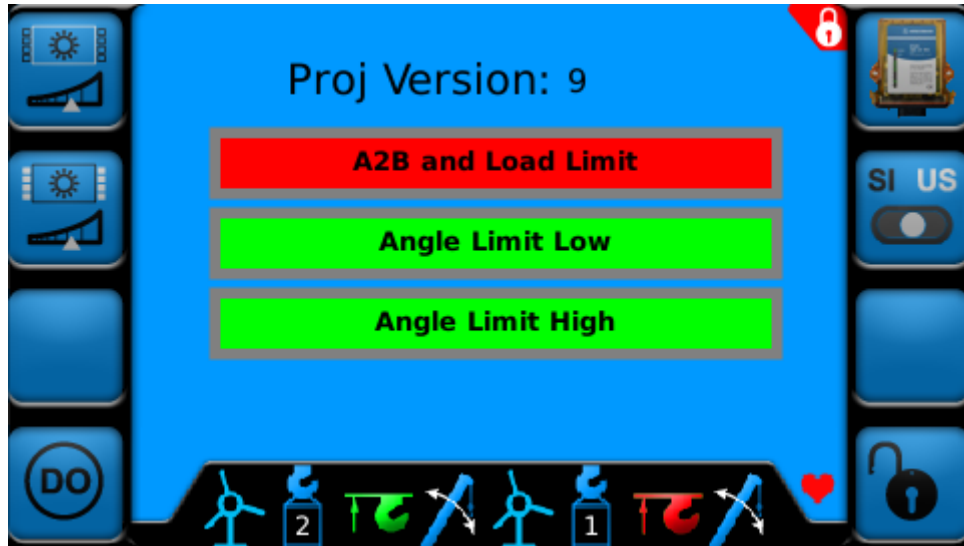 Proj Version: 9
A2B and Load Limit
Angle Limit Low
Angle Limit High
SI US
DO
2
1